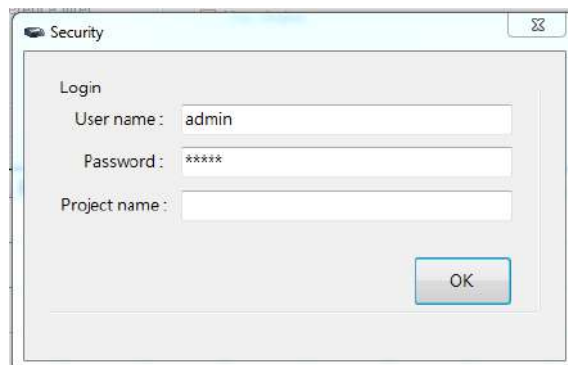 Security
Login
User name : admin
Password : *****
Project name :
OK